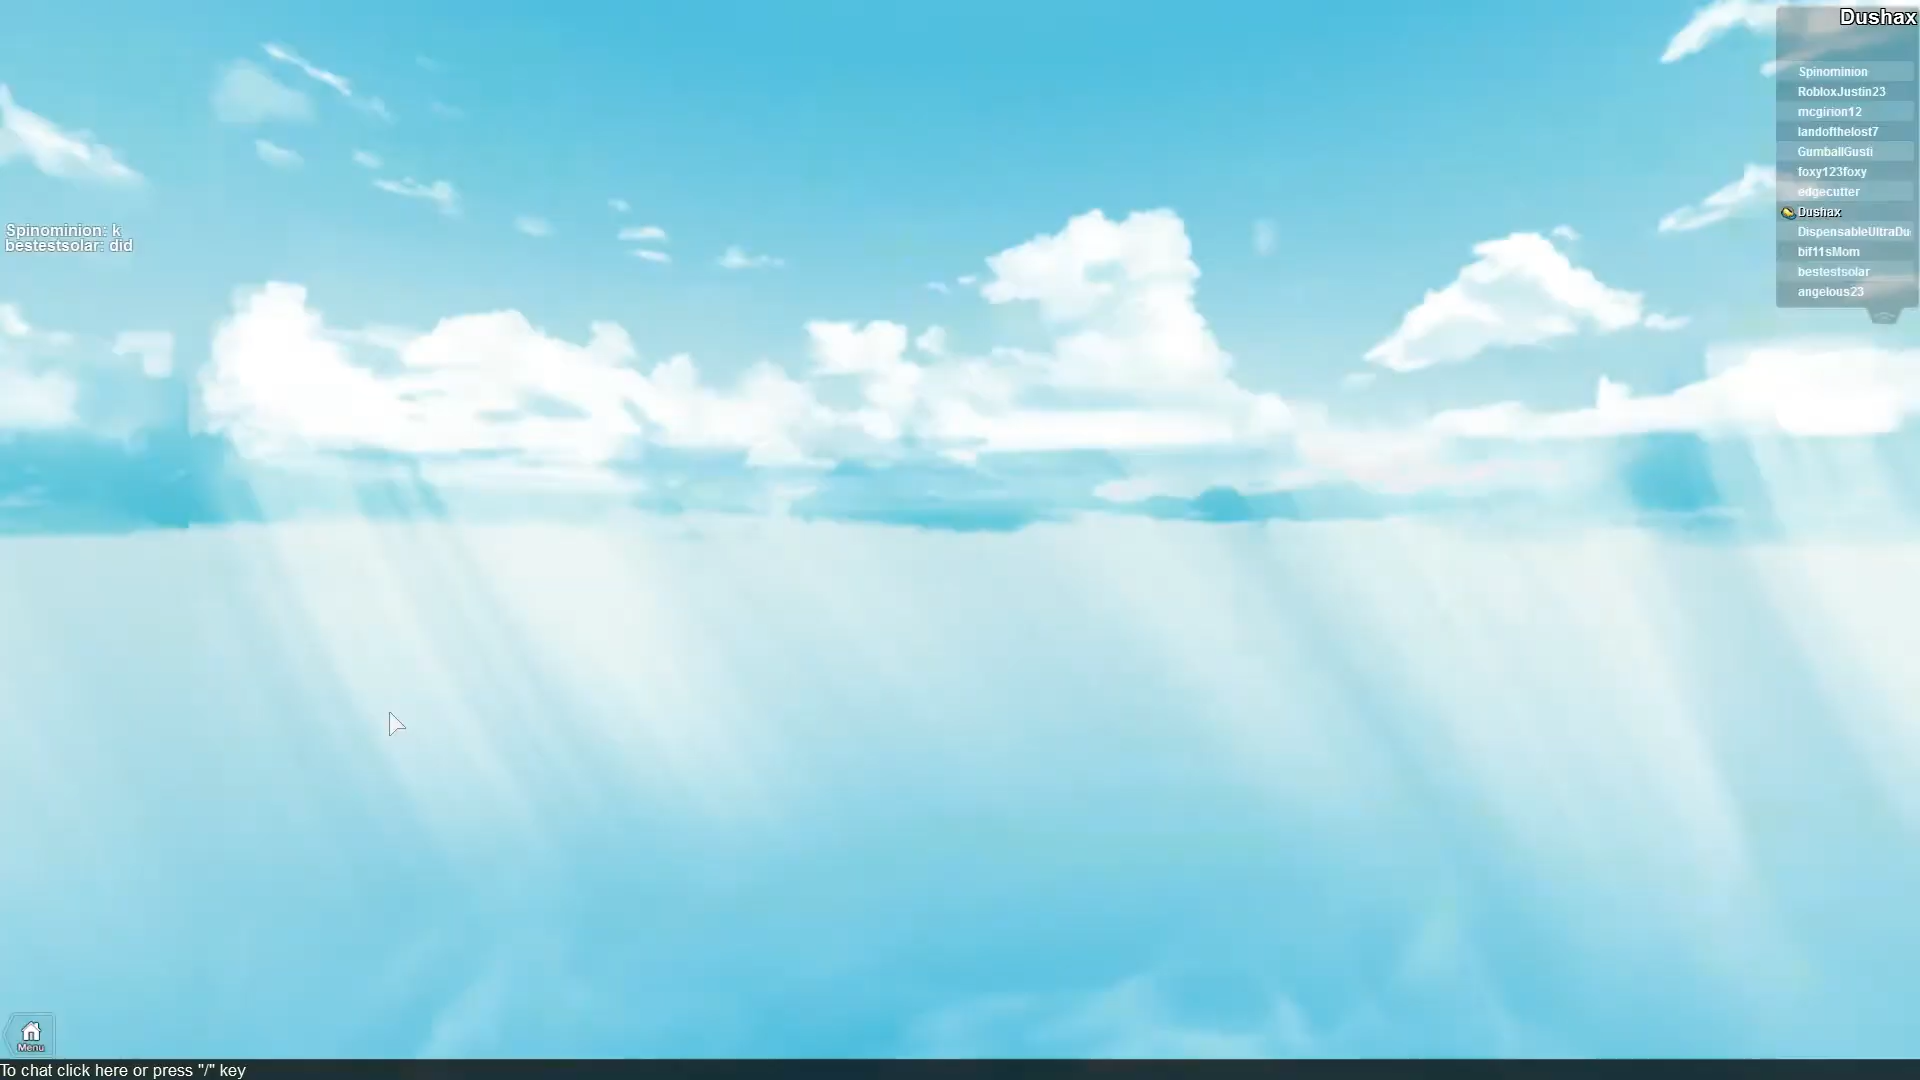 Dushax
Spinominion
RobloxJustin23
mcgirion12
landofthelost7
GumballGusti
foxy123foxy
edgecutter
Dushax
DispensableUltraDu
bif11sMom
bestestsolar
angelous23
Spinominion: k
bestestsolar: did
Menu
To chat click here or press "/" key